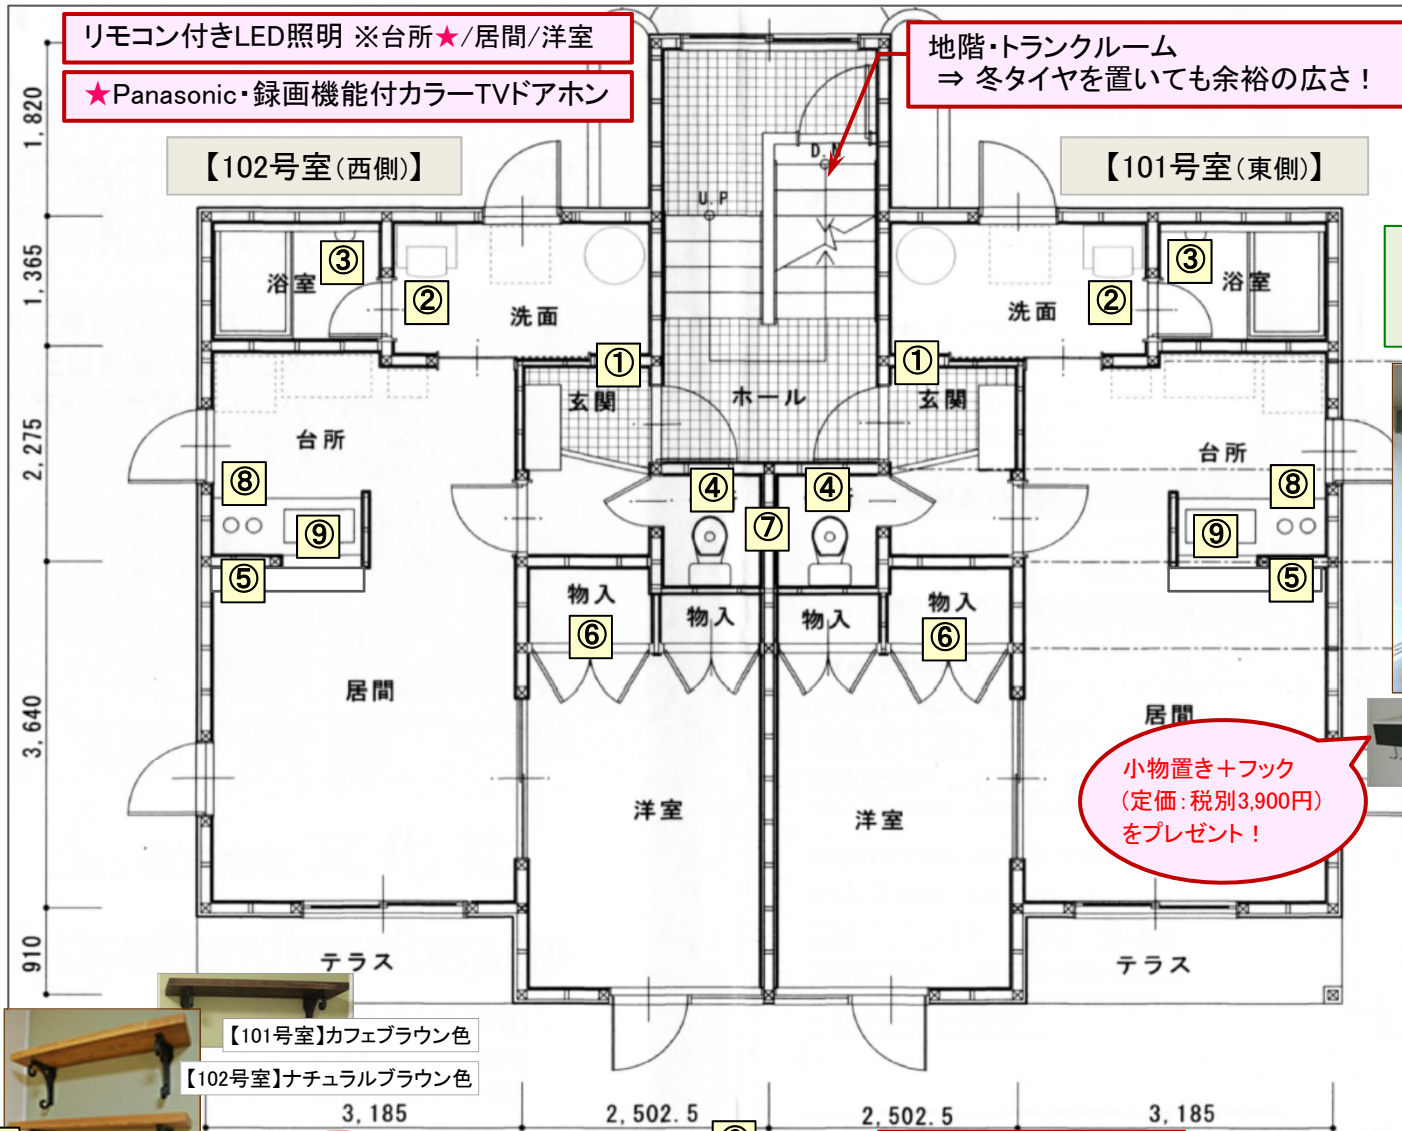 リモコン付きLED照明 ※台所★/居間/洋室
★Panasonic・録画機能付カラーTVドアホン
地階・トランクルーム
⇒ 冬タイヤを置いても余裕の広さ！
【102号室(西側)】
【101号室(東側)】
1,820
1,365
2,275
3,640
910
D.N
U.P
浴室
③
②
洗面
洗面
②
③
浴室
①
玄関
ホール
①
玄関
台所
台所
⑧
④
④
⑧
⑨
⑦
⑨
⑤
⑤
物入
⑥
物入
物入
物入
⑥
居間
居間
洋室
洋室
小物置き＋フック
(定価：税別3,900円)
をプレゼント！
テラス
テラス
【101号室】カフェブラウン色
【102号室】ナチュラルブラウン色
3,185
2,502.5
2,502.5
3,185